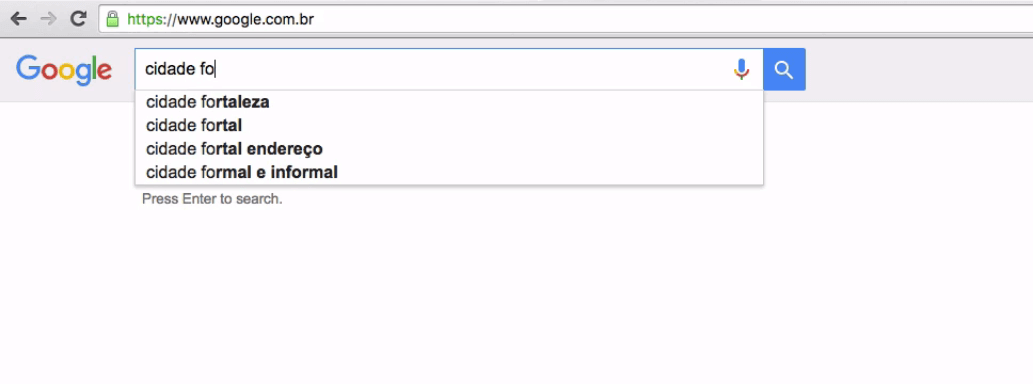 https://www.google.com.br
Google
cidade fo
cidade fortaleza
cidade fortal
cidade fortal endereço
cidade formal e informal
Press Enter to search.